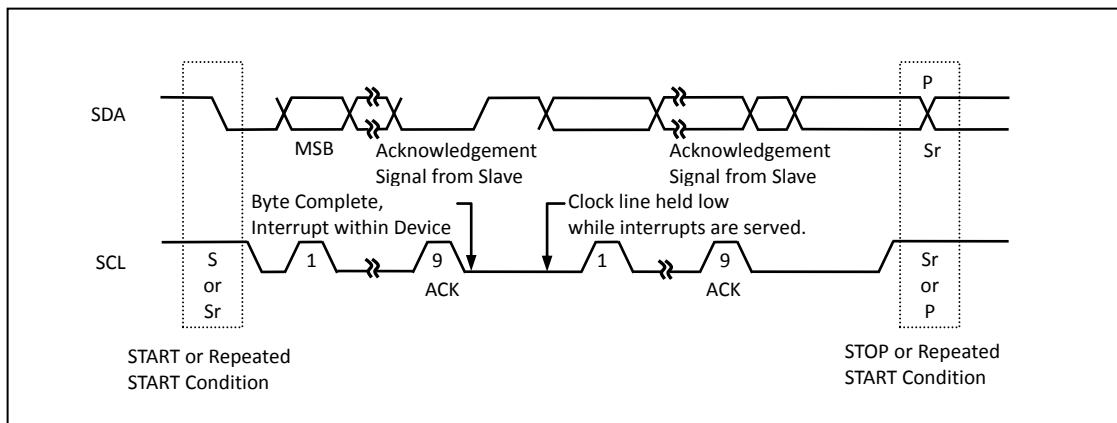 P
SDA
MSB
Acknowledgement
Signal from Slave
Acknowledgement
Signal from Slave
Sr
Byte Complete,
Interrupt within Device
Clock line held low
while interrupts are served.
SCL
S
or
Sr
1
9
ACK
1
9
ACK
Sr
or
P
START or Repeated
START Condition
STOP or Repeated
START Condition